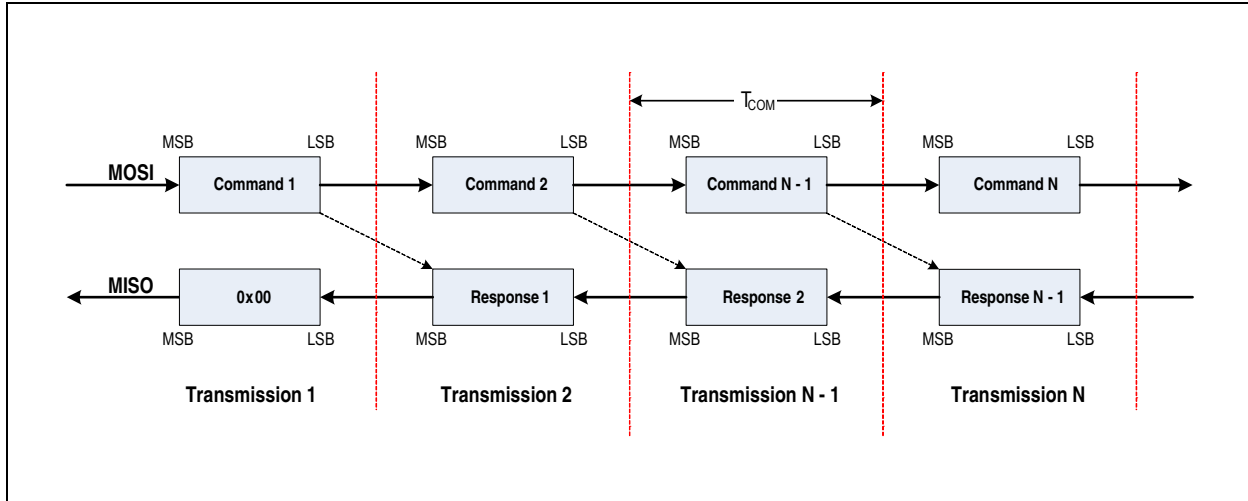 T_COM
MSB LSB MSB LSB MSB LSB MSB LSB
MOSI Command 1 Command 2 Command N - 1 Command N
MISO 0x00 Response 1 Response 2 Response N - 1
MSB LSB MSB LSB MSB LSB MSB LSB
Transmission 1 Transmission 2 Transmission N - 1 Transmission N